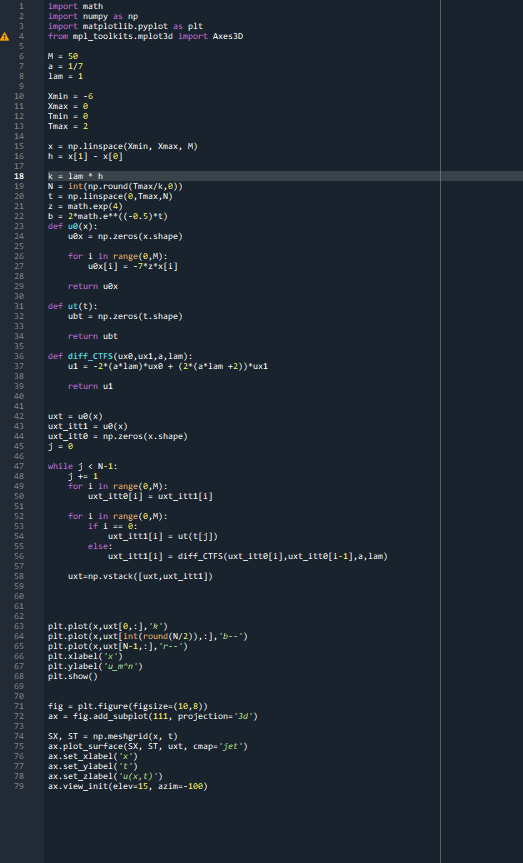 1 import math
2 import numpy as np
3 import matplotlib.pyplot as plt
4 from mpl_toolkits.mplot3d import Axes3D
5
6 M = 50
7 a = 1/7
8 lam = 1
9
10 Xmin = -6
11 Xmax = 0
12 Tmin = 0
13 Tmax = 2
14
15 x = np.linspace(Xmin, Xmax, M)
16 h = x[1] - x[0]
17
18 k = lam * h
19 N = int(np.round(Tmax/k,0))
20 t = np.linspace(0,Tmax,N)
21 z = math.exp(4)
22 b = 2*math.e**((-0.5)*t)
23 def u0(x):
24     u0x = np.zeros(x.shape)
25
26     for i in range(0,M):
27         u0x[i] = -7*z*x[i]
28
29     return u0x
30
31 def ut(t):
32     ubt = np.zeros(t.shape)
33
34     return ubt
35
36 def diff_CTFS(ux0,ux1,a,lam):
37     u1 = -2*(a*lam)*ux0 + (2*(a*lam +2))*ux1
38
39     return u1
40
41
42 uxt = u0(x)
43 uxt_itt1 = u0(x)
44 uxt_itt0 = np.zeros(x.shape)
45 j = 0
46
47 while j < N-1:
48     j += 1
49     for i in range(0,M):
50         uxt_itt0[i] = uxt_itt1[i]
51
52     for i in range(0,M):
53         if i == 0:
54             uxt_itt1[i] = ut(t[j])
55         else:
56             uxt_itt1[i] = diff_CTFS(uxt_itt0[i],uxt_itt0[i-1],a,lam)
57
58     uxt=np.vstack([uxt,uxt_itt1])
59
60
61
62
63 plt.plot(x,uxt[0,:],'k')
64 plt.plot(x,uxt[int(round(N/2)),:],'b--')
65 plt.plot(x,uxt[N-1,:],'r--')
66 plt.xlabel('x')
67 plt.ylabel('u_m^n')
68 plt.show()
69
70
71 fig = plt.figure(figsize=(10,8))
72 ax = fig.add_subplot(111, projection='3d')
73
74 SX, ST = np.meshgrid(x, t)
75 ax.plot_surface(SX, ST, uxt, cmap='jet')
76 ax.set_xlabel('x')
77 ax.set_ylabel('t')
78 ax.set_zlabel('u(x,t)')
79 ax.view_init(elev=15, azim=-100)